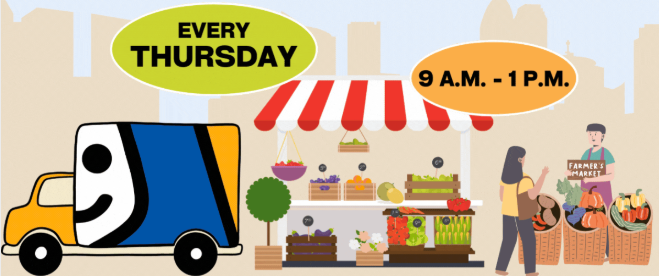 EVERY
THURSDAY
9 A.M. - 1 P.M.
FARMER'S
MARKET